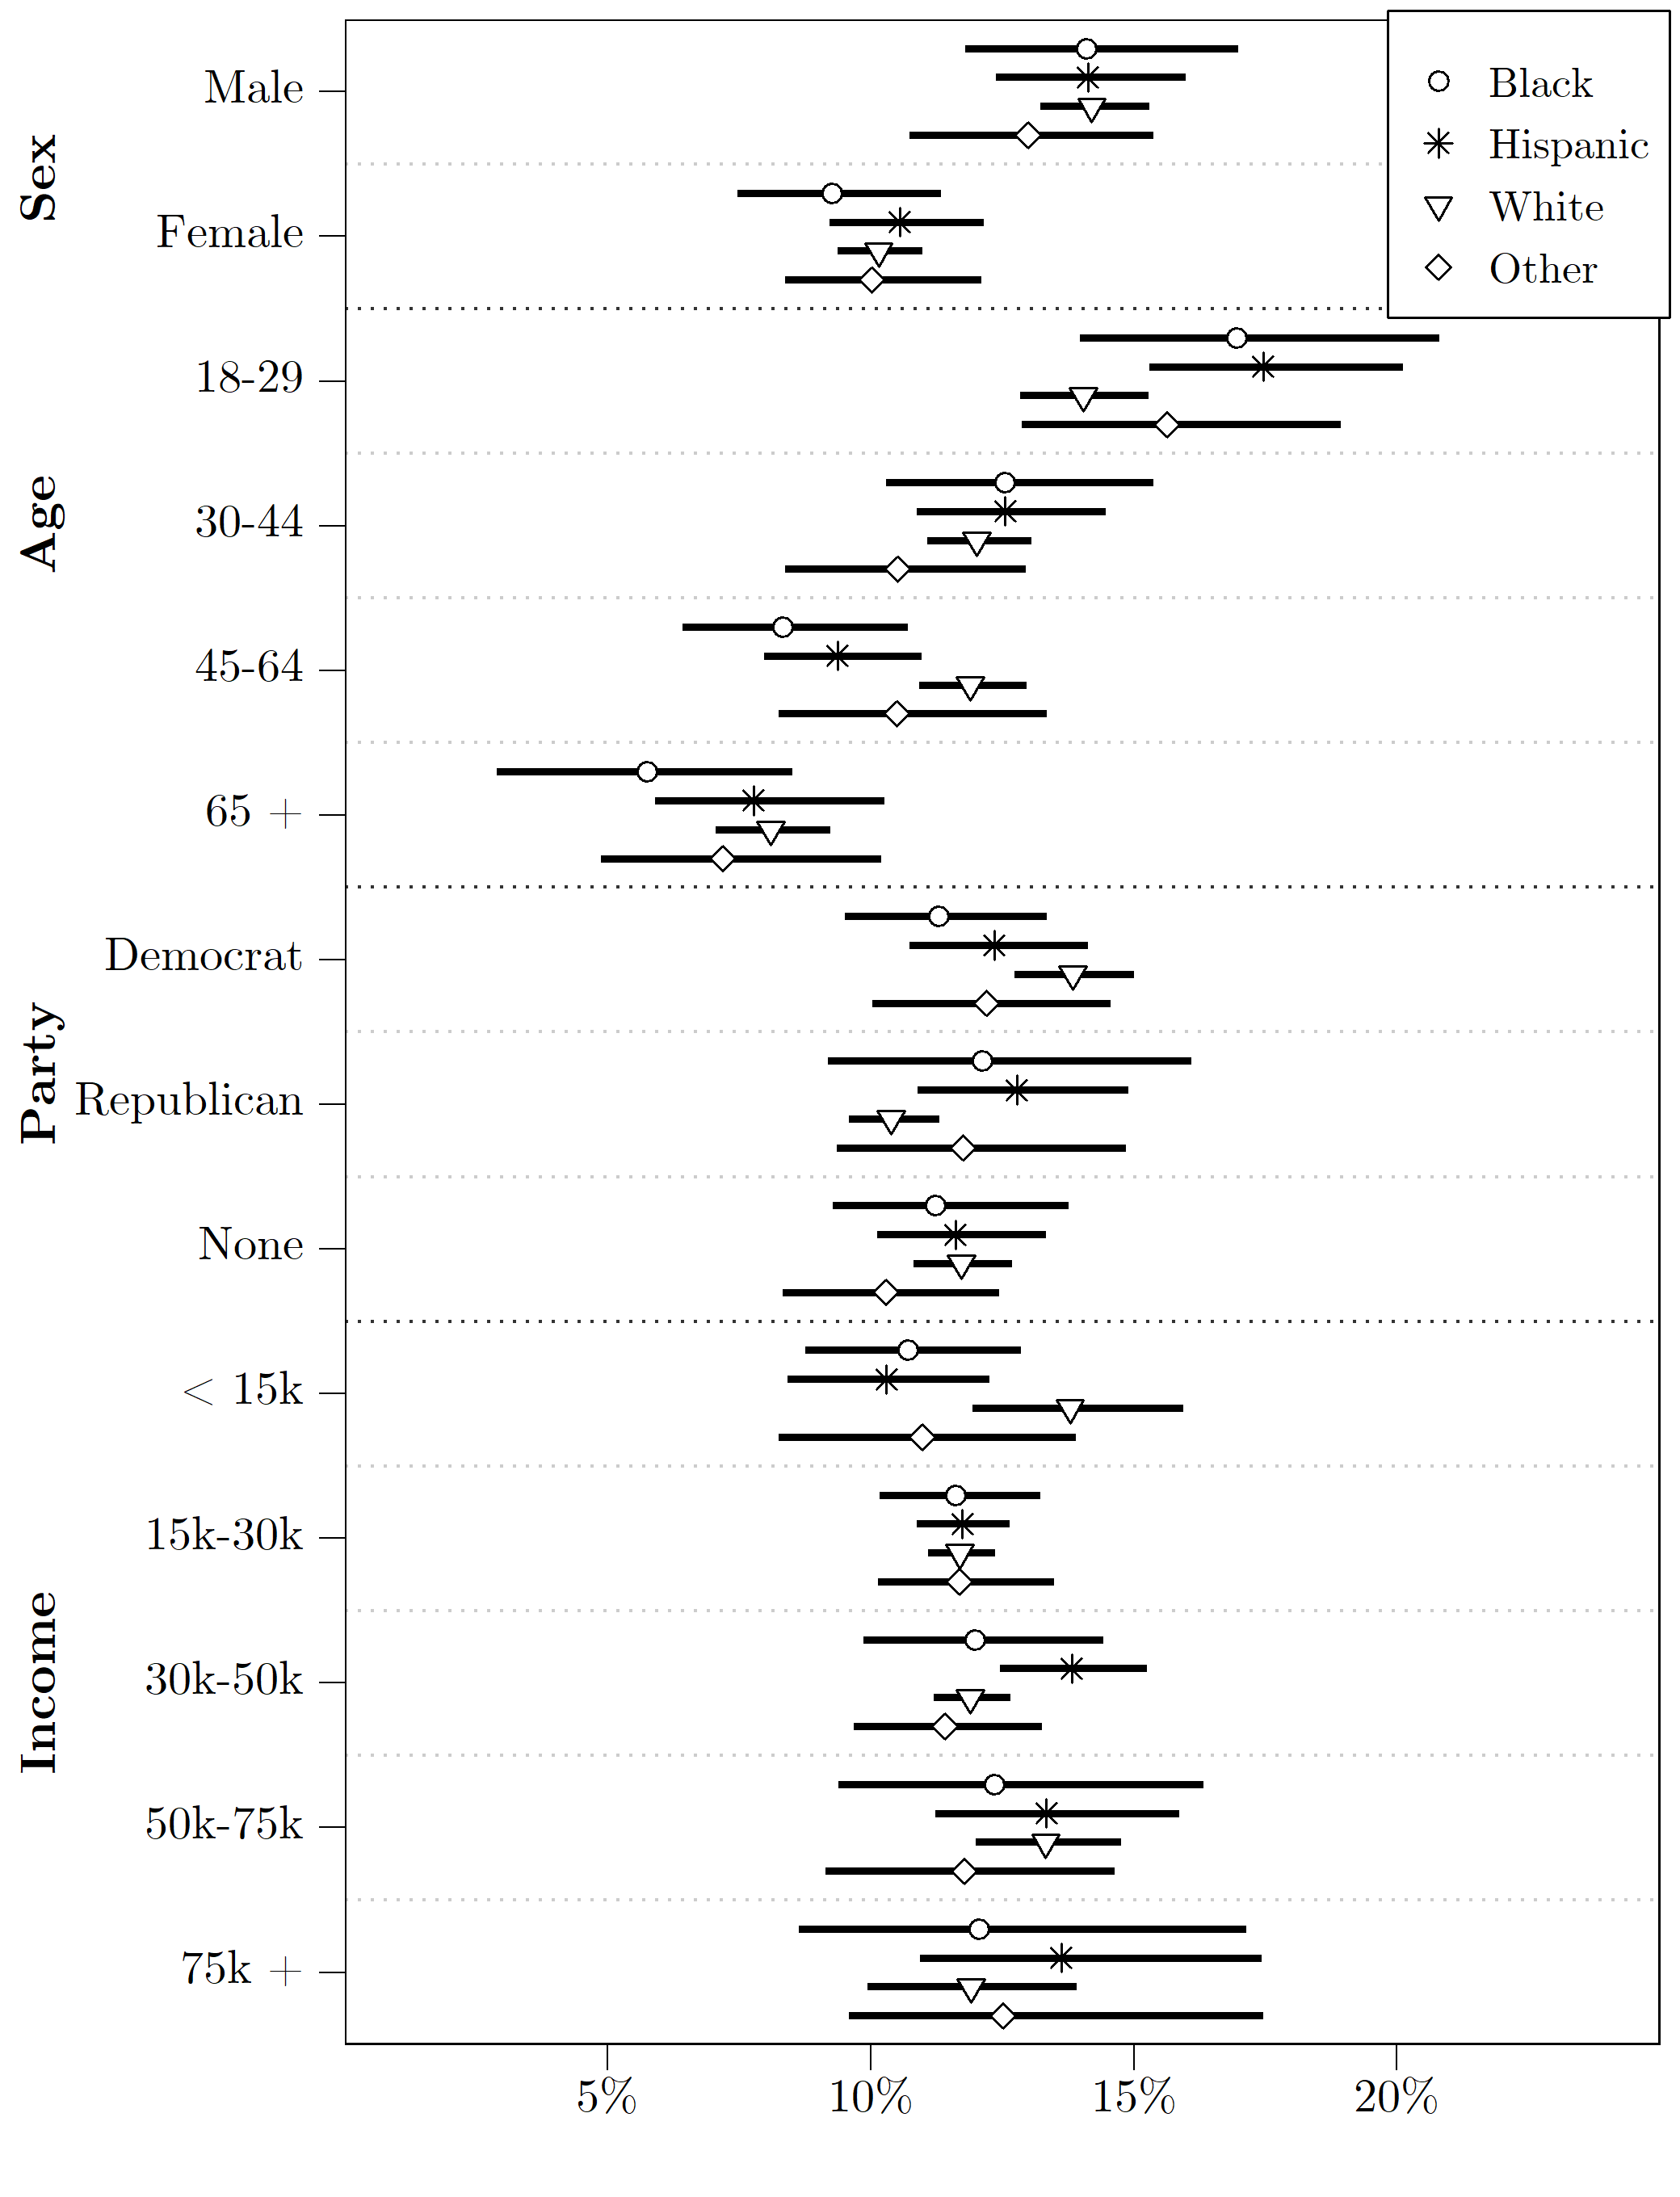 Black
Hispanic
White
Other
Sex
Male
Female
Age
18-29
30-44
45-64
65 +
Party
Democrat
Republican
None
Income
< 15k
15k-30k
30k-50k
50k-75k
75k +
5% 10% 15% 20%